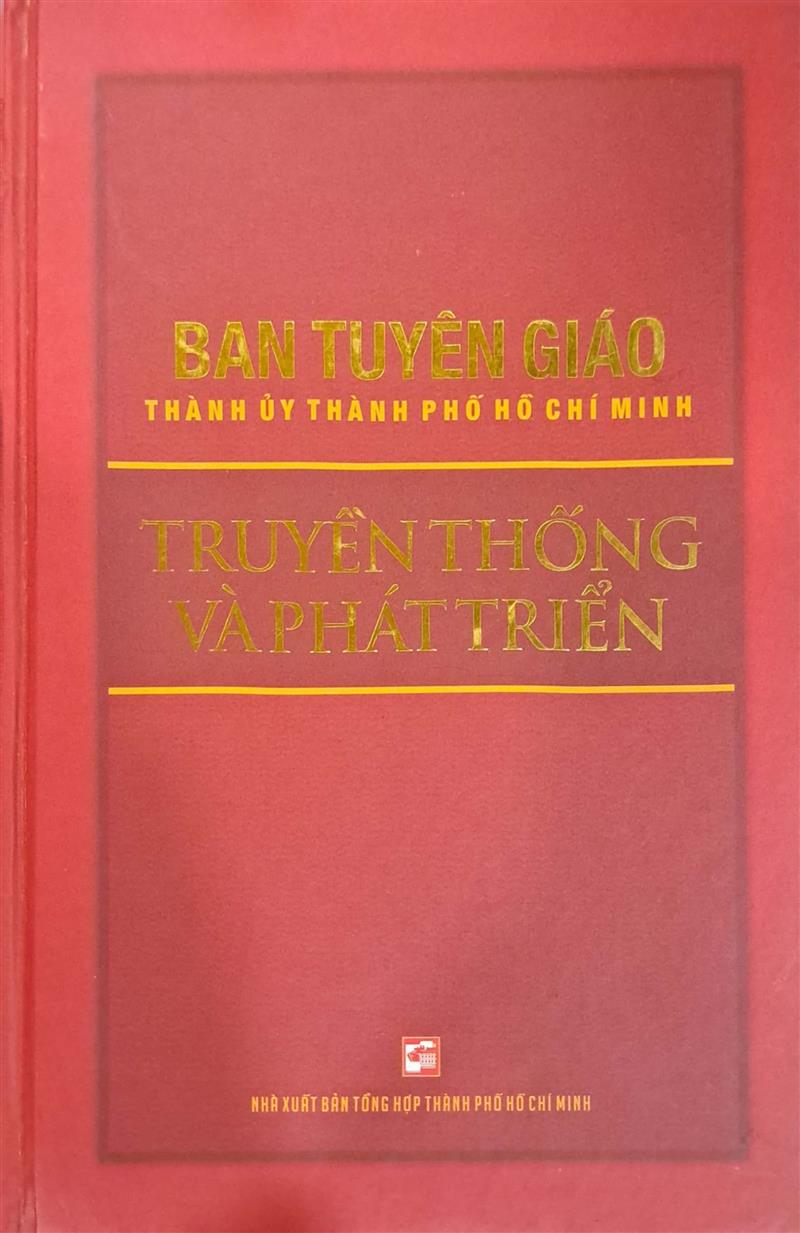 BAN TUYÊN GIÁO
THÀNH ỦY THÀNH PHỐ HỒ CHÍ MINH
TRUYỀN THỐNG
VÀ PHÁT TRIỂN
NHÀ XUẤT BẢN TỔNG HỢP THÀNH PHỐ HỒ CHÍ MINH